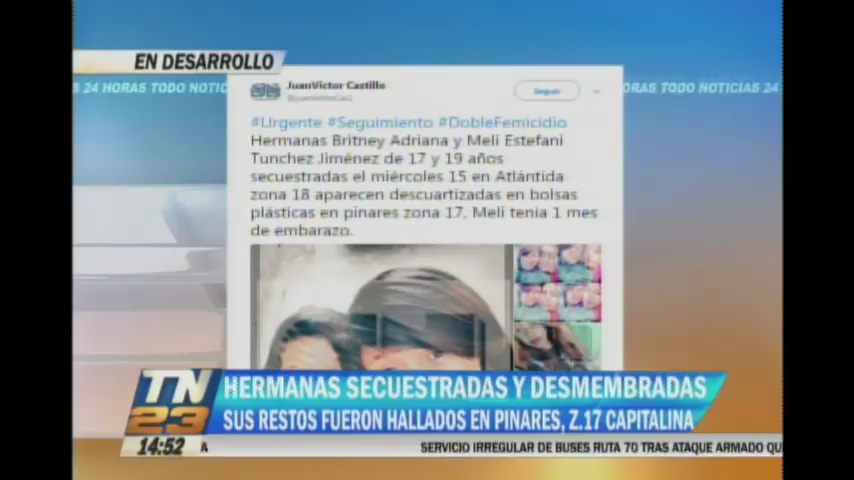 EN DESARROLLO
24 HORAS TODO NOTICIAS
ORAS TODO NOTICIAS 24
JuanVictor Castillo
Seguir
#Urgente #Seguimiento #DobleFemicidio
Hermanas Britney Adriana y Meli Estefani
Tunchez Jiménez de 17 y 19 años
secuestradas el miércoles 15 en Atlántida
zona 18 aparecen descuartizadas en bolsas
plásticas en pinares zona 17, Meli tenia 1 mes
de embarazo.
TN
23
HERMANAS SECUESTRADAS Y DESMEMBRADAS
SUS RESTOS FUERON HALLADOS EN PINARES, Z.17 CAPITALINA
14:52
A
SERVICIO IRREGULAR DE BUSES RUTA 70 TRAS ATAQUE ARMADO QU